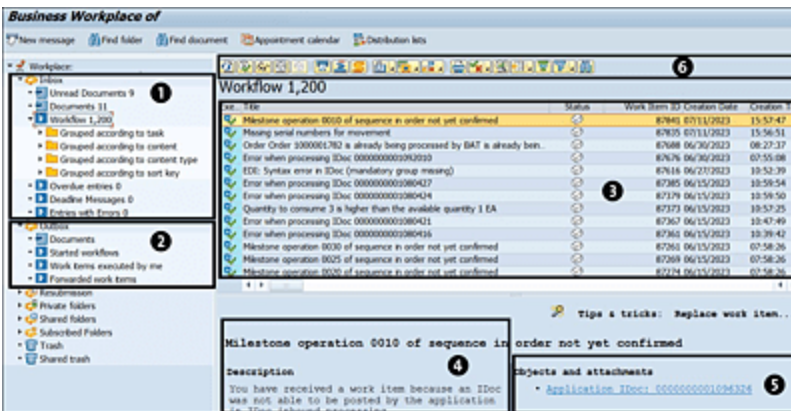 Business Workplace of
New message Find folder Find document Appointment calendar Distribution lists
Workplace:
Inbox
Unread Documents 9
Documents 11
Workflow 1,200
Grouped according to task
Grouped according to content
Grouped according to content type
Grouped according to sort key
Overdue entries 0
Deadline Messages 0
Entries with Errors 0
1
Outbox
Documents
Started workflows
Work items executed by me
Forwarded work items
2
Resubmission
Private folders
Shared folders
Subscribed Folders
Trash
Shared trash
6
Workflow 1,200
Exe.. Title Status Work Item ID Creation Date Creation T
Milestone operation 0010 of sequence in order not yet confirmed 87841 07/11/2023 15:57:47
Missing serial numbers for movement 87835 07/11/2023 15:56:51
Order Order 1000001782 is already being processed by BAT is already bein.. 87688 06/30/2023 08:27:37
Error when processing IDoc 0000000001092010 87676 06/30/2023 07:55:08
EDI: Syntax error in IDoc (mandatory group missing) 87616 06/27/2023 10:52:39
Error when processing IDoc 0000000001080427 87385 06/15/2023 10:59:54
Error when processing IDoc 0000000001080424 87379 06/15/2023 10:59:50
Quantity to consume 3 is higher than the available quantity 1 EA 87373 06/15/2023 10:57:25
Error when processing IDoc 0000000001080421 87367 06/15/2023 10:47:49
Error when processing IDoc 0000000001080416 87361 06/15/2023 10:39:42
Milestone operation 0030 of sequence in order not yet confirmed 87261 06/15/2023 07:58:26
Milestone operation 0025 of sequence in order not yet confirmed 87269 06/15/2023 07:58:26
Milestone operation 0020 of sequence in order not yet confirmed 87274 06/15/2023 07:58:26
3
Tips & tricks: Replace work item..
Milestone operation 0010 of sequence in order not yet confirmed
Description
You have received a work item because an IDoc
was not able to be posted by the application
in IDoc inbound processing
4
Objects and attachments
Application IDoc: 0000000001096326
5